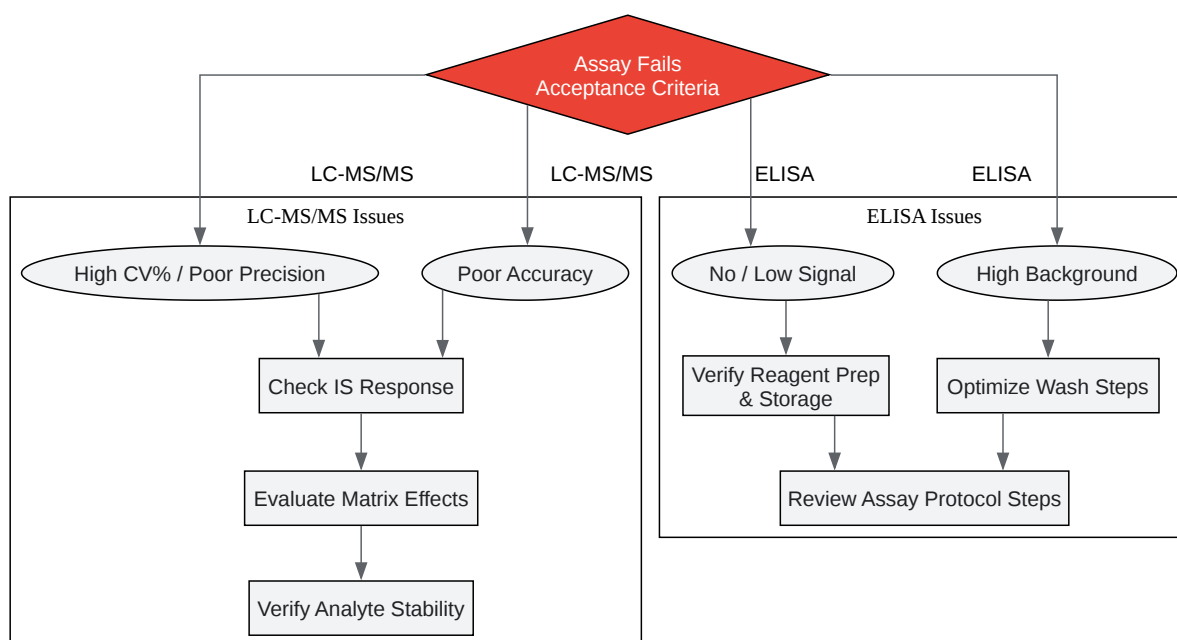 Assay Fails
Acceptance Criteria
LC-MS/MS
LC-MS/MS
ELISA
ELISA
LC-MS/MS Issues
ELISA Issues
High CV% / Poor Precision
Poor Accuracy
No / Low Signal
High Background
Check IS Response
Verify Reagent Prep
& Storage
Optimize Wash Steps
Evaluate Matrix Effects
Review Assay Protocol Steps
Verify Analyte Stability